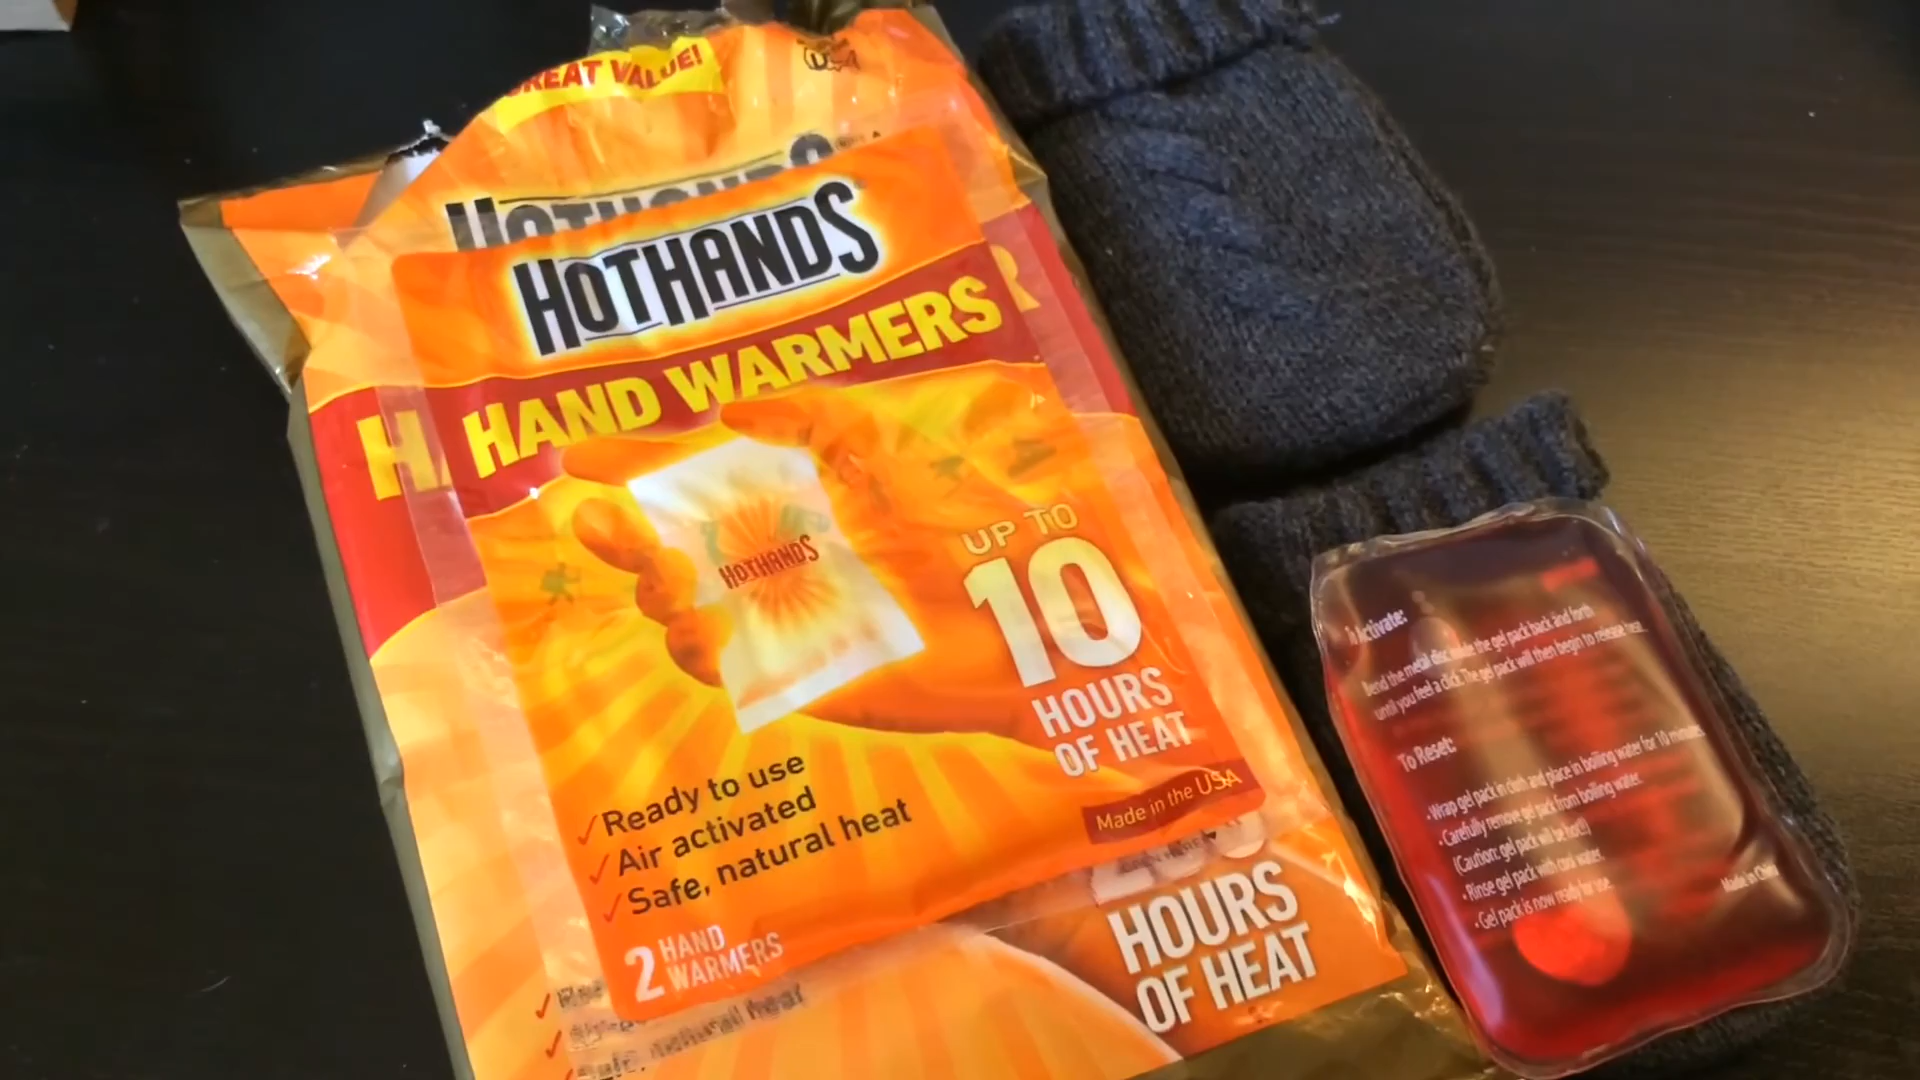 GREAT VALUE!
HOTHANDS
HOTHANDS
HAND WARMERS
HOTHANDS
UP TO
10
HOURS
OF HEAT
Made in the USA
✓Ready to use
✓Air activated
✓Safe, natural heat
2 HAND
WARMERS
HOURS
OF HEAT
natural heat
To Activate:
Bend the metal disc inside the gel pack back and forth
until you feel a click. The gel pack will then begin to release heat.
To Reset:
•Wrap gel pack in cloth and place in boiling water for 10 minutes.
•Carefully remove gel pack from boiling water.
(Caution: gel pack will be hot!)
•Rinse gel pack with cool water.
•Gel pack is now ready for use.
Made in China